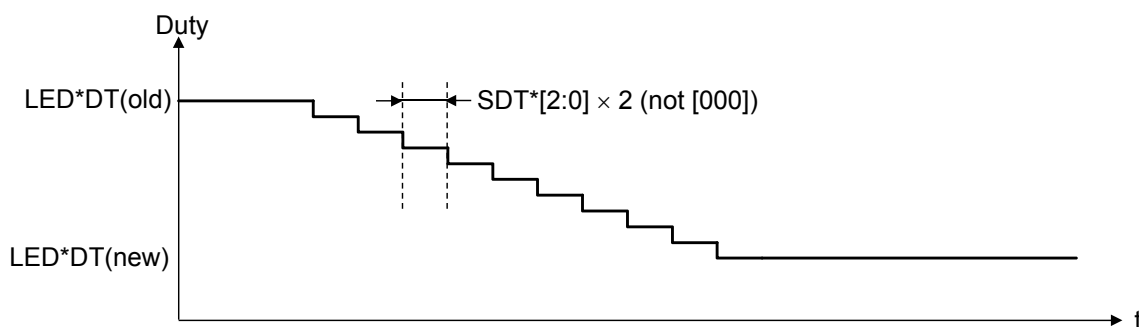 Duty
LED*DT(old)
SDT*[2:0] × 2 (not [000])
LED*DT(new)
t